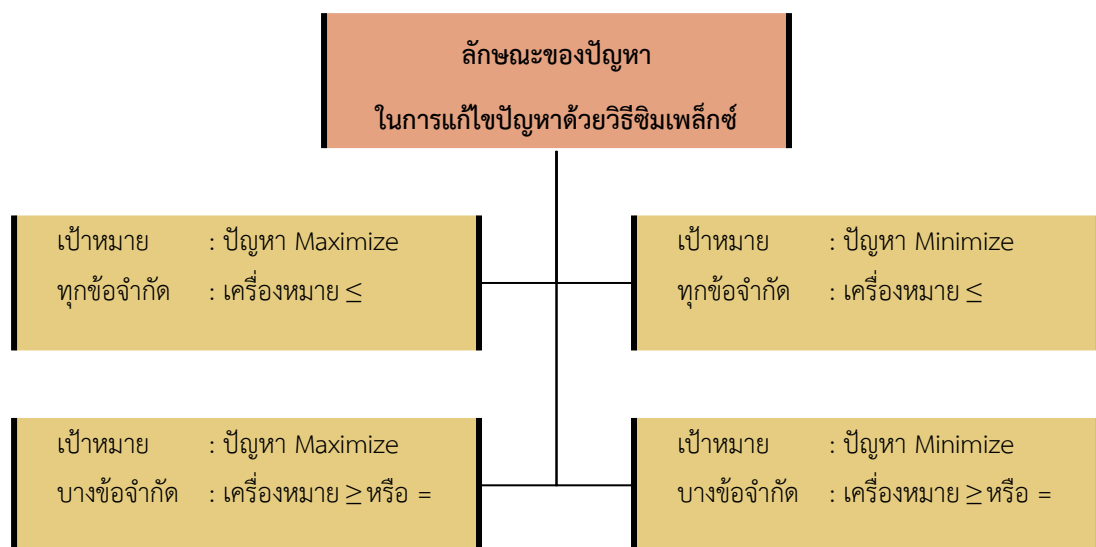 ลักษณะของปัญหา
ในการแก้ไขปัญหาด้วยวิธีซิมเพล็กซ์
เป้าหมาย : ปัญหา Maximize
ทุกข้อจำกัด : เครื่องหมาย ≤
เป้าหมาย : ปัญหา Minimize
ทุกข้อจำกัด : เครื่องหมาย ≤
เป้าหมาย : ปัญหา Maximize
บางข้อจำกัด : เครื่องหมาย ≥ หรือ =
เป้าหมาย : ปัญหา Minimize
บางข้อจำกัด : เครื่องหมาย ≥ หรือ =